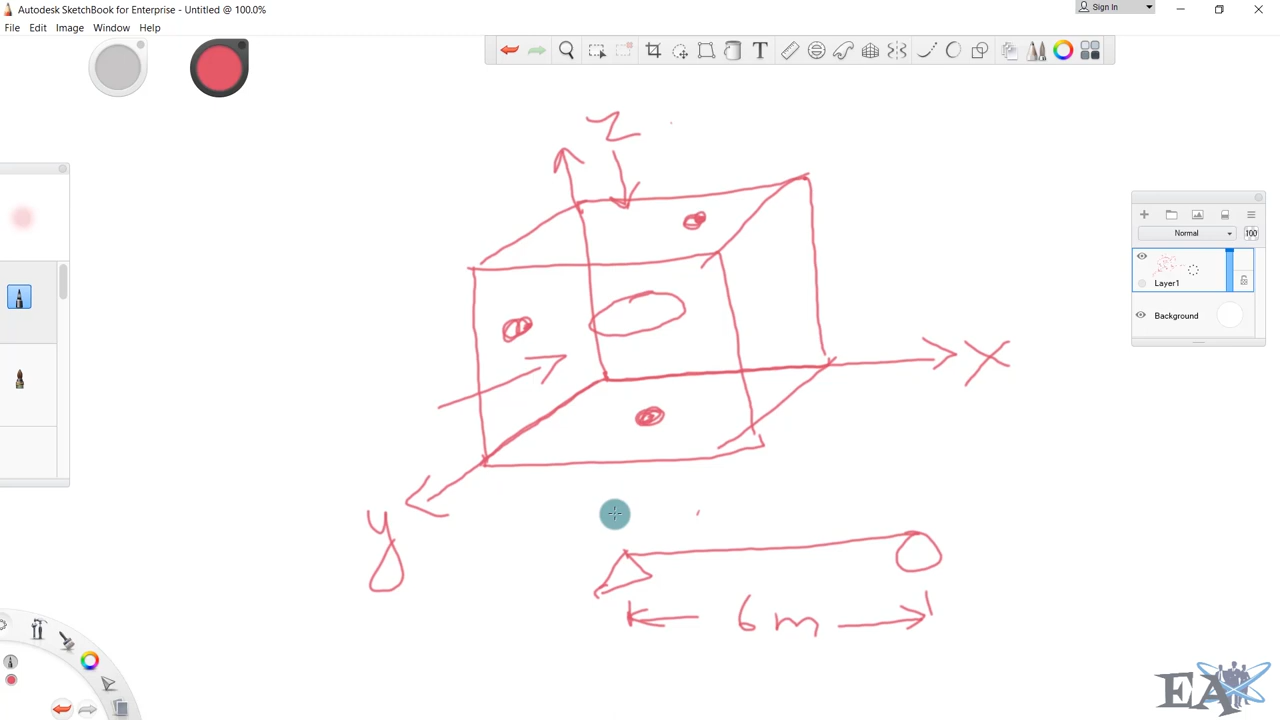 Autodesk SketchBook for Enterprise - Untitled @ 100.0%
Sign In
File Edit Image Window Help
T
Z
Normal
100
Layer1
Background
X
y
6 m
EA